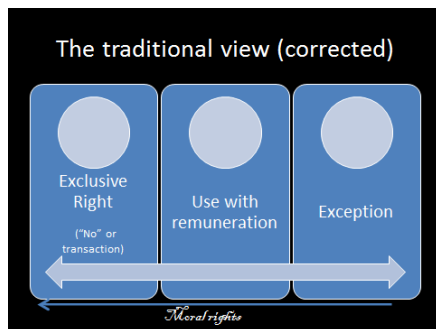 The traditional view (corrected)
Exclusive
Right
("No" or
transaction)
Use with
remuneration
Exception
Moral rights